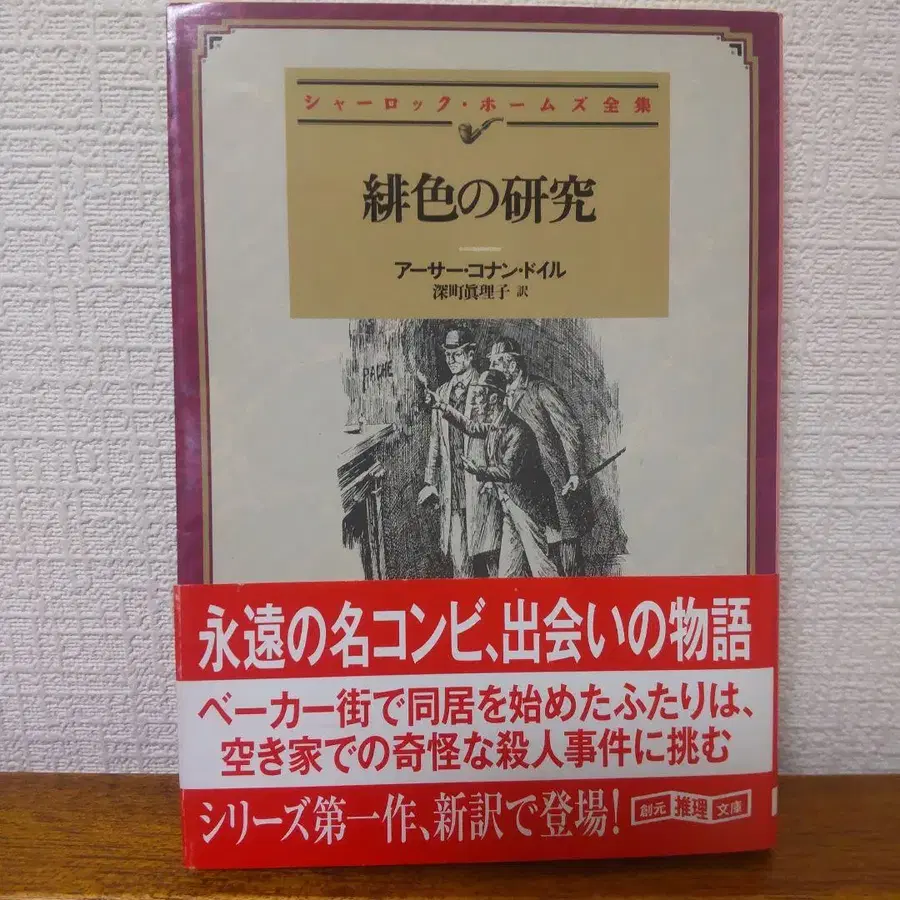 シャーロック・ホームズ全集
緋色の研究
アーサー・コナン・ドイル
深町眞理子 訳
RACHE
永遠の名コンビ、出会いの物語
ベーカー街で同居を始めたふたりは、
空き家での奇怪な殺人事件に挑む
シリーズ第一作、新訳で登場!
創元推理文庫